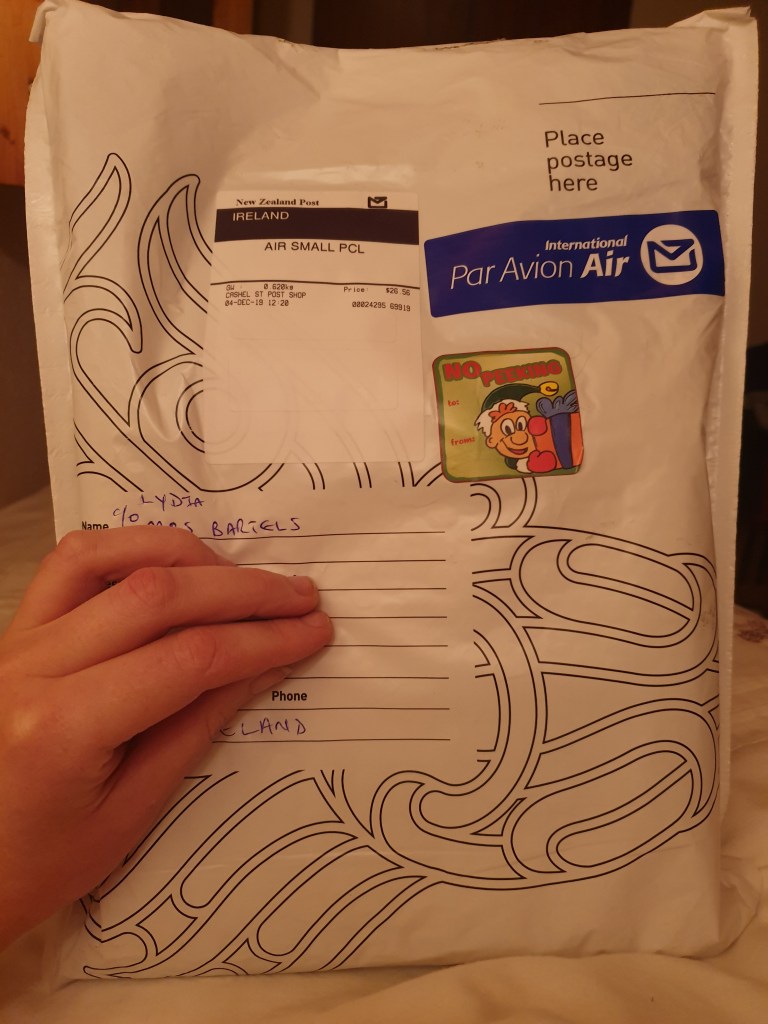 Place
postage
here
New Zealand Post
IRELAND
AIR SMALL PCL
GW 0.620kg Price: $26.56
CASHEL ST POST SHOP
04-DEC-19 12:20 00024295 69919
International
Par Avion Air
NO PEEKING
to:
from:
LYDIA
Name c/o MRS BARTELS
Phone
ELAND